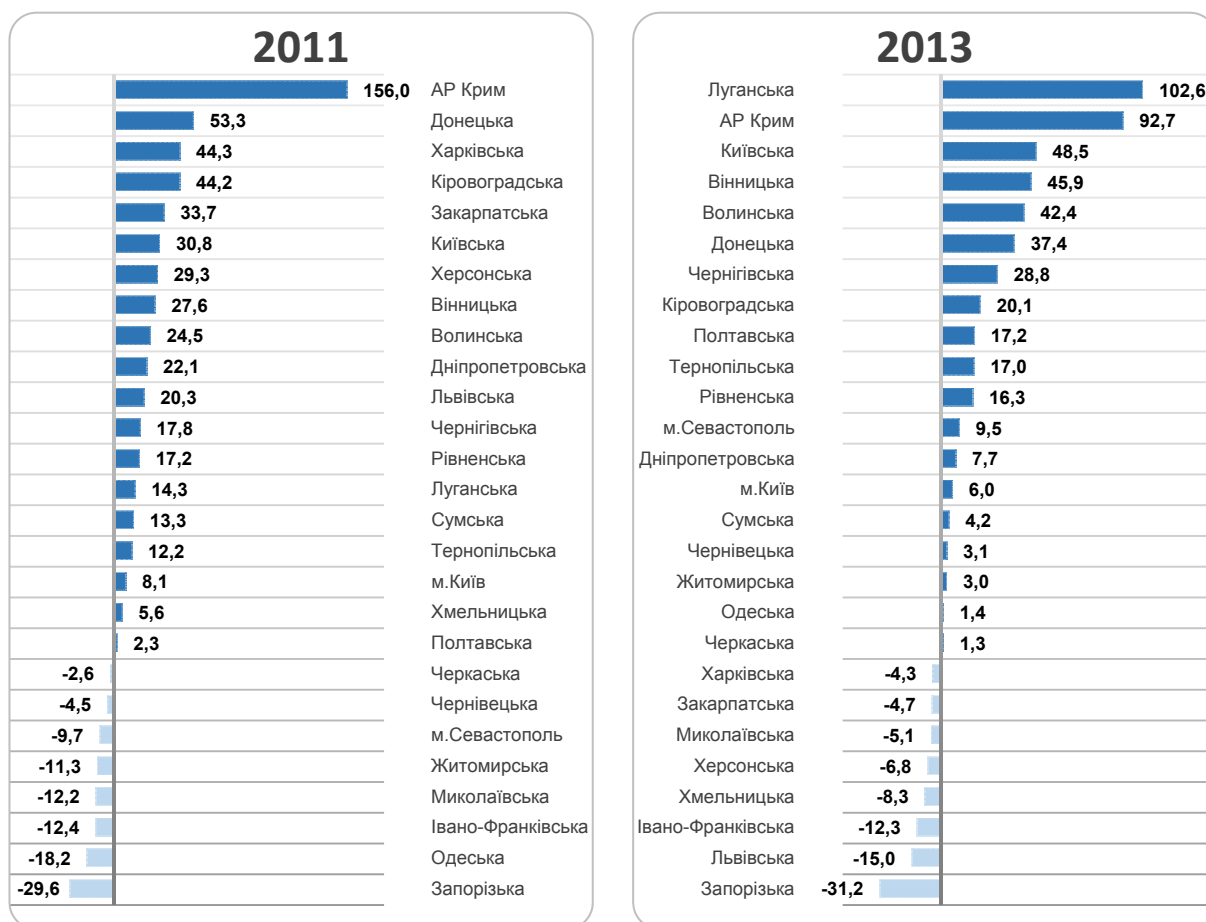 2011
156,0 АР Крим
53,3 Донецька
44,3 Харківська
44,2 Кіровоградська
33,7 Закарпатська
30,8 Київська
29,3 Херсонська
27,6 Вінницька
24,5 Волинська
22,1 Дніпропетровська
20,3 Львівська
17,8 Чернігівська
17,2 Рівненська
14,3 Луганська
13,3 Сумська
12,2 Тернопільська
8,1 м.Київ
5,6 Хмельницька
2,3 Полтавська
-2,6 Черкаська
-4,5 Чернівецька
-9,7 м.Севастополь
-11,3 Житомирська
-12,2 Миколаївська
-12,4 Івано-Франківська
-18,2 Одеська
-29,6 Запорізька
2013
Луганська 102,6
АР Крим 92,7
Київська 48,5
Вінницька 45,9
Волинська 42,4
Донецька 37,4
Чернігівська 28,8
Кіровоградська 20,1
Полтавська 17,2
Тернопільська 17,0
Рівненська 16,3
м.Севастополь 9,5
Дніпропетровська 7,7
м.Київ 6,0
Сумська 4,2
Чернівецька 3,1
Житомирська 3,0
Одеська 1,4
Черкаська 1,3
Харківська -4,3
Закарпатська -4,7
Миколаївська -5,1
Херсонська -6,8
Хмельницька -8,3
Івано-Франківська -12,3
Львівська -15,0
Запорізька -31,2